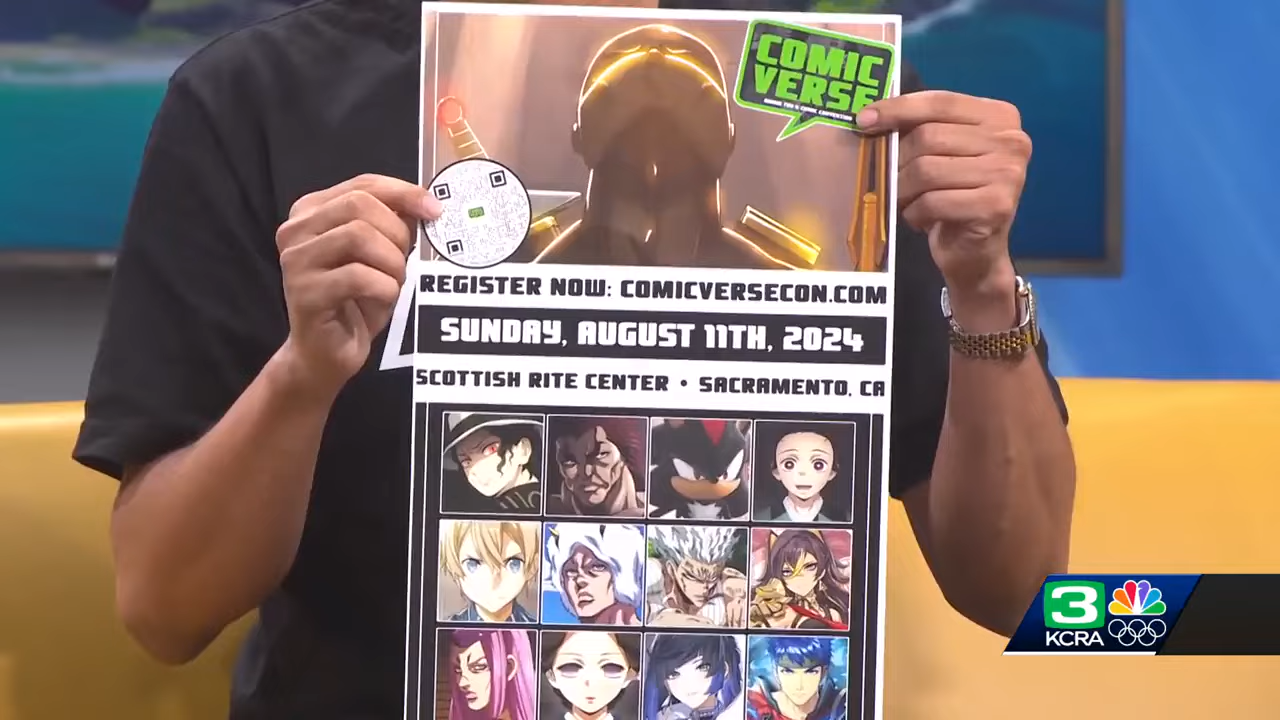 COMIC
VERSE
REGISTER NOW: COMICVERSECON.COM
SUNDAY, AUGUST 11TH, 2024
SCOTTISH RITE CENTER • SACRAMENTO, CA
3
KCRA